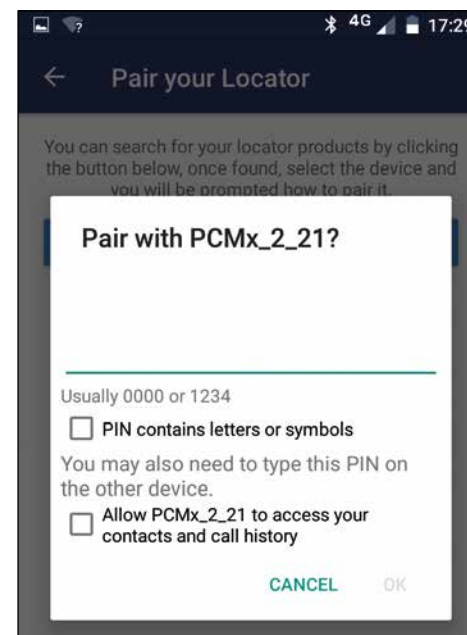 4G 17:29
Pair your Locator
You can search for your locator products by clicking
the button below, once found, select the device and
you will be prompted how to pair it.
Pair with PCMx_2_21?
Usually 0000 or 1234
PIN contains letters or symbols
You may also need to type this PIN on
the other device.
Allow PCMx_2_21 to access your
contacts and call history
CANCEL OK